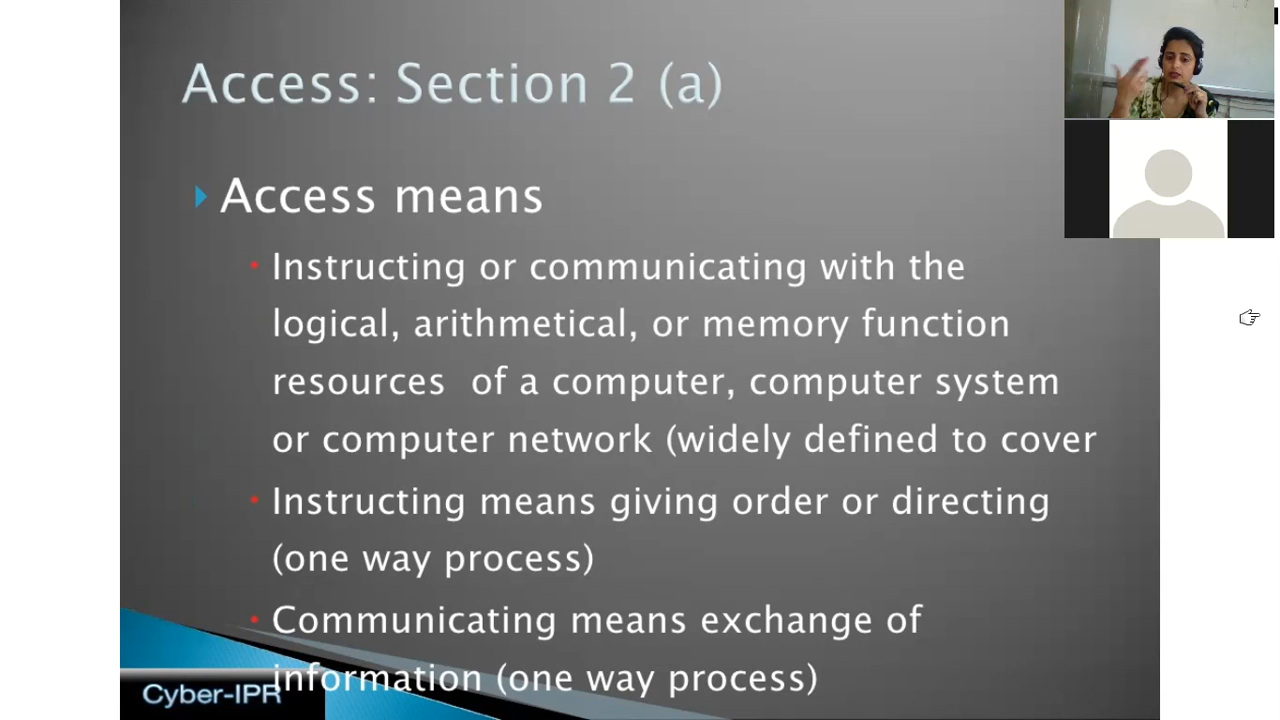 Access: Section 2 (a)
Access means
Instructing or communicating with the
logical, arithmetical, or memory function
resources of a computer, computer system
or computer network (widely defined to cover
Instructing means giving order or directing
(one way process)
Communicating means exchange of
information (one way process)
Cyber-IPR